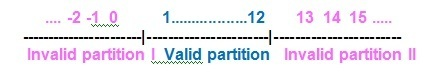 .... -2 -1 0 1...................12 13 14 15 .....
------------------------|-------------------------|---------------------------
Invalid partition I Valid partition Invalid partition II